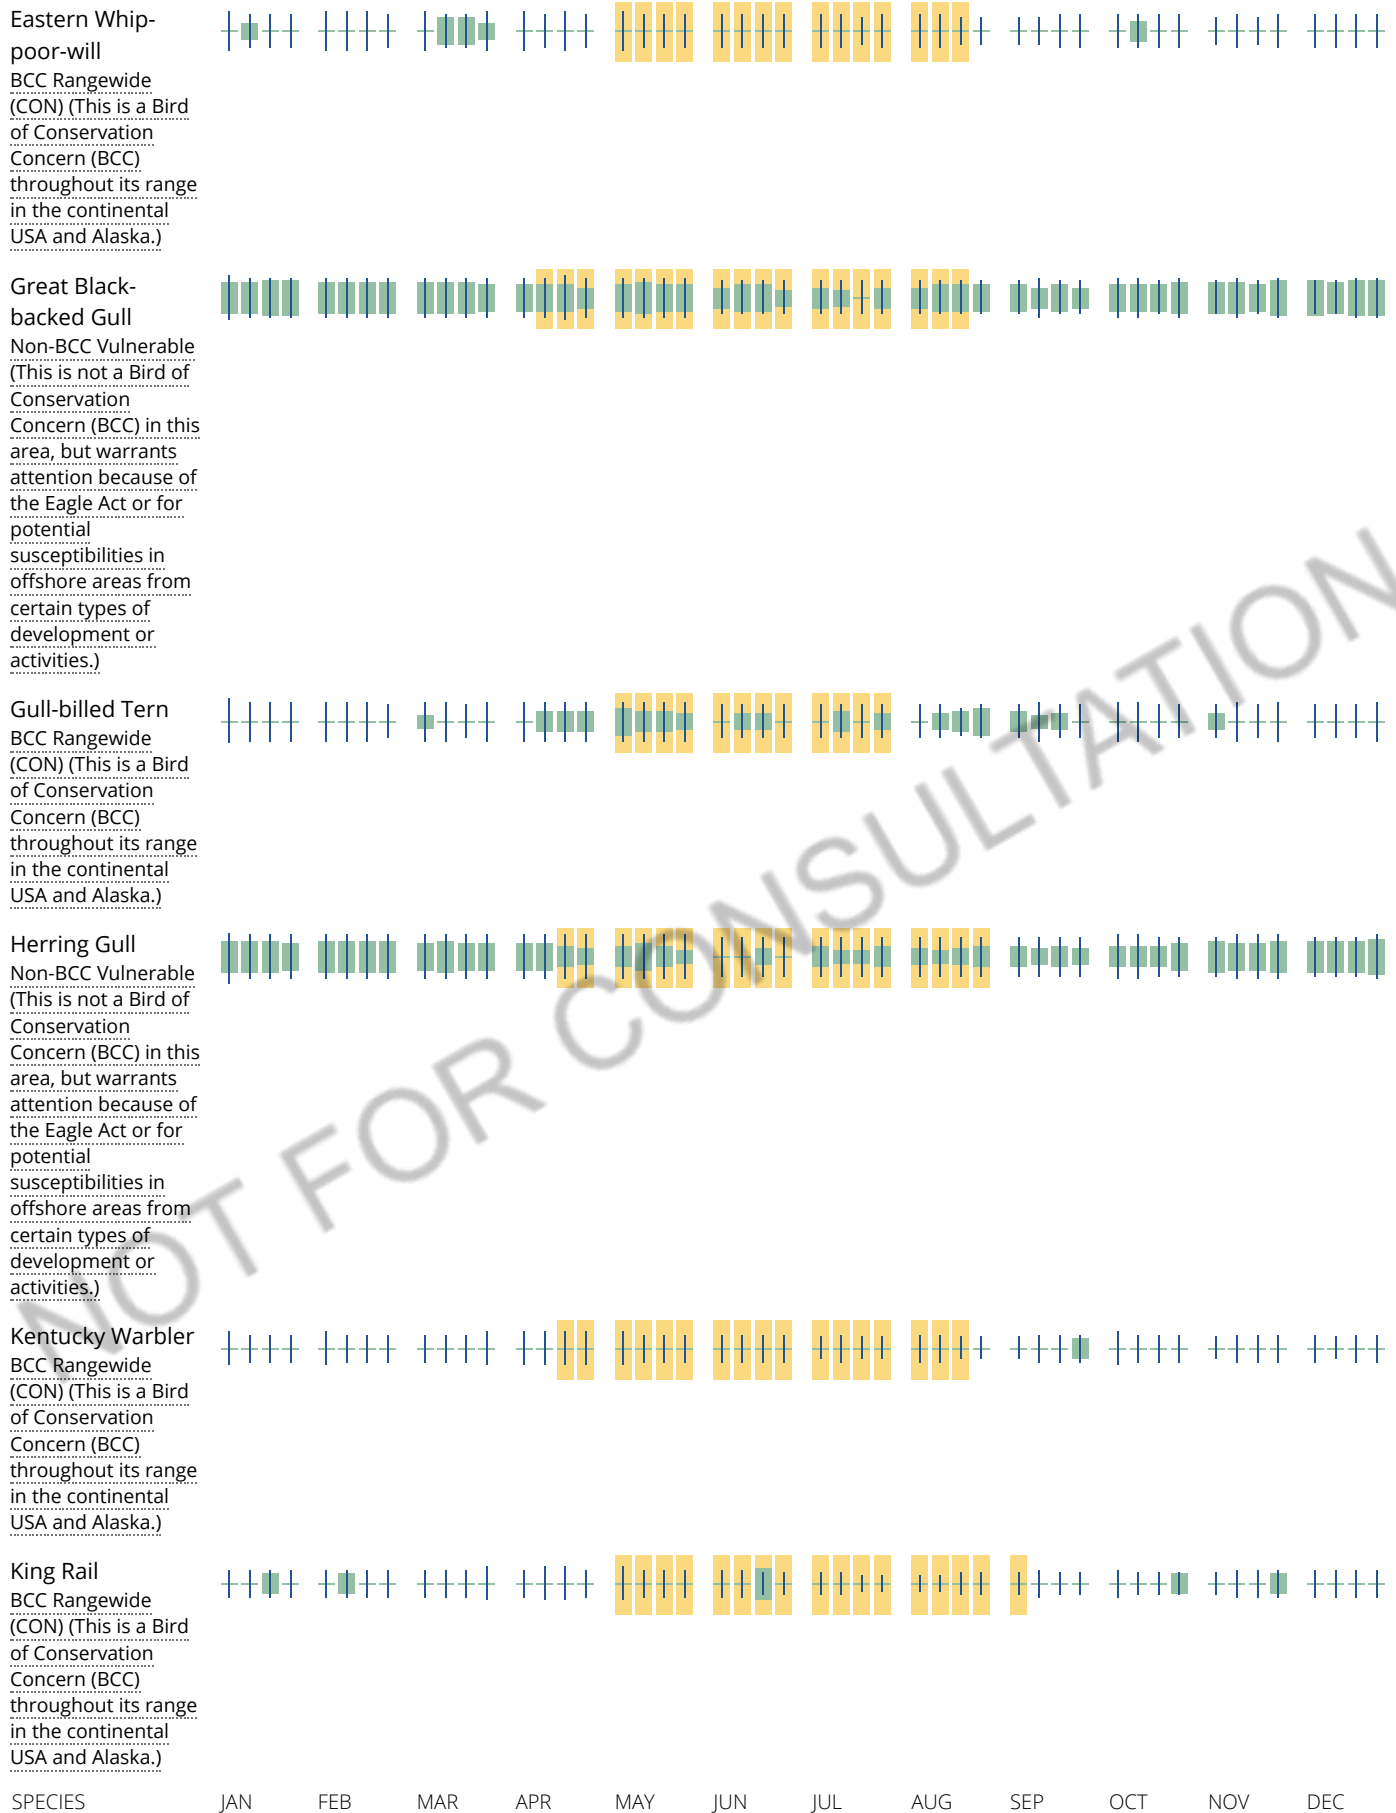 Eastern Whip-
poor-will
BCC Rangewide
(CON) (This is a Bird
of Conservation
Concern (BCC)
throughout its range
in the continental
USA and Alaska.)
Great Black-
backed Gull
Non-BCC Vulnerable
(This is not a Bird of
Conservation
Concern (BCC) in this
area, but warrants
attention because of
the Eagle Act or for
potential
susceptibilities in
offshore areas from
certain types of
development or
activities.)
Gull-billed Tern
BCC Rangewide
(CON) (This is a Bird
of Conservation
Concern (BCC)
throughout its range
in the continental
USA and Alaska.)
Herring Gull
Non-BCC Vulnerable
(This is not a Bird of
Conservation
Concern (BCC) in this
area, but warrants
attention because of
the Eagle Act or for
potential
susceptibilities in
offshore areas from
certain types of
development or
activities.)
Kentucky Warbler
BCC Rangewide
(CON) (This is a Bird
of Conservation
Concern (BCC)
throughout its range
in the continental
USA and Alaska.)
King Rail
BCC Rangewide
(CON) (This is a Bird
of Conservation
Concern (BCC)
throughout its range
in the continental
USA and Alaska.)
SPECIES JAN FEB MAR APR MAY JUN JUL AUG SEP OCT NOV DEC
NOT FOR CONSULTATION